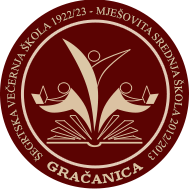 ŠEGRTSKA VEČERNJA ŠKOLA 1922/23 - MJEŠOVITA SREDNJA ŠKOLA 2012/2013
GRAČANICA